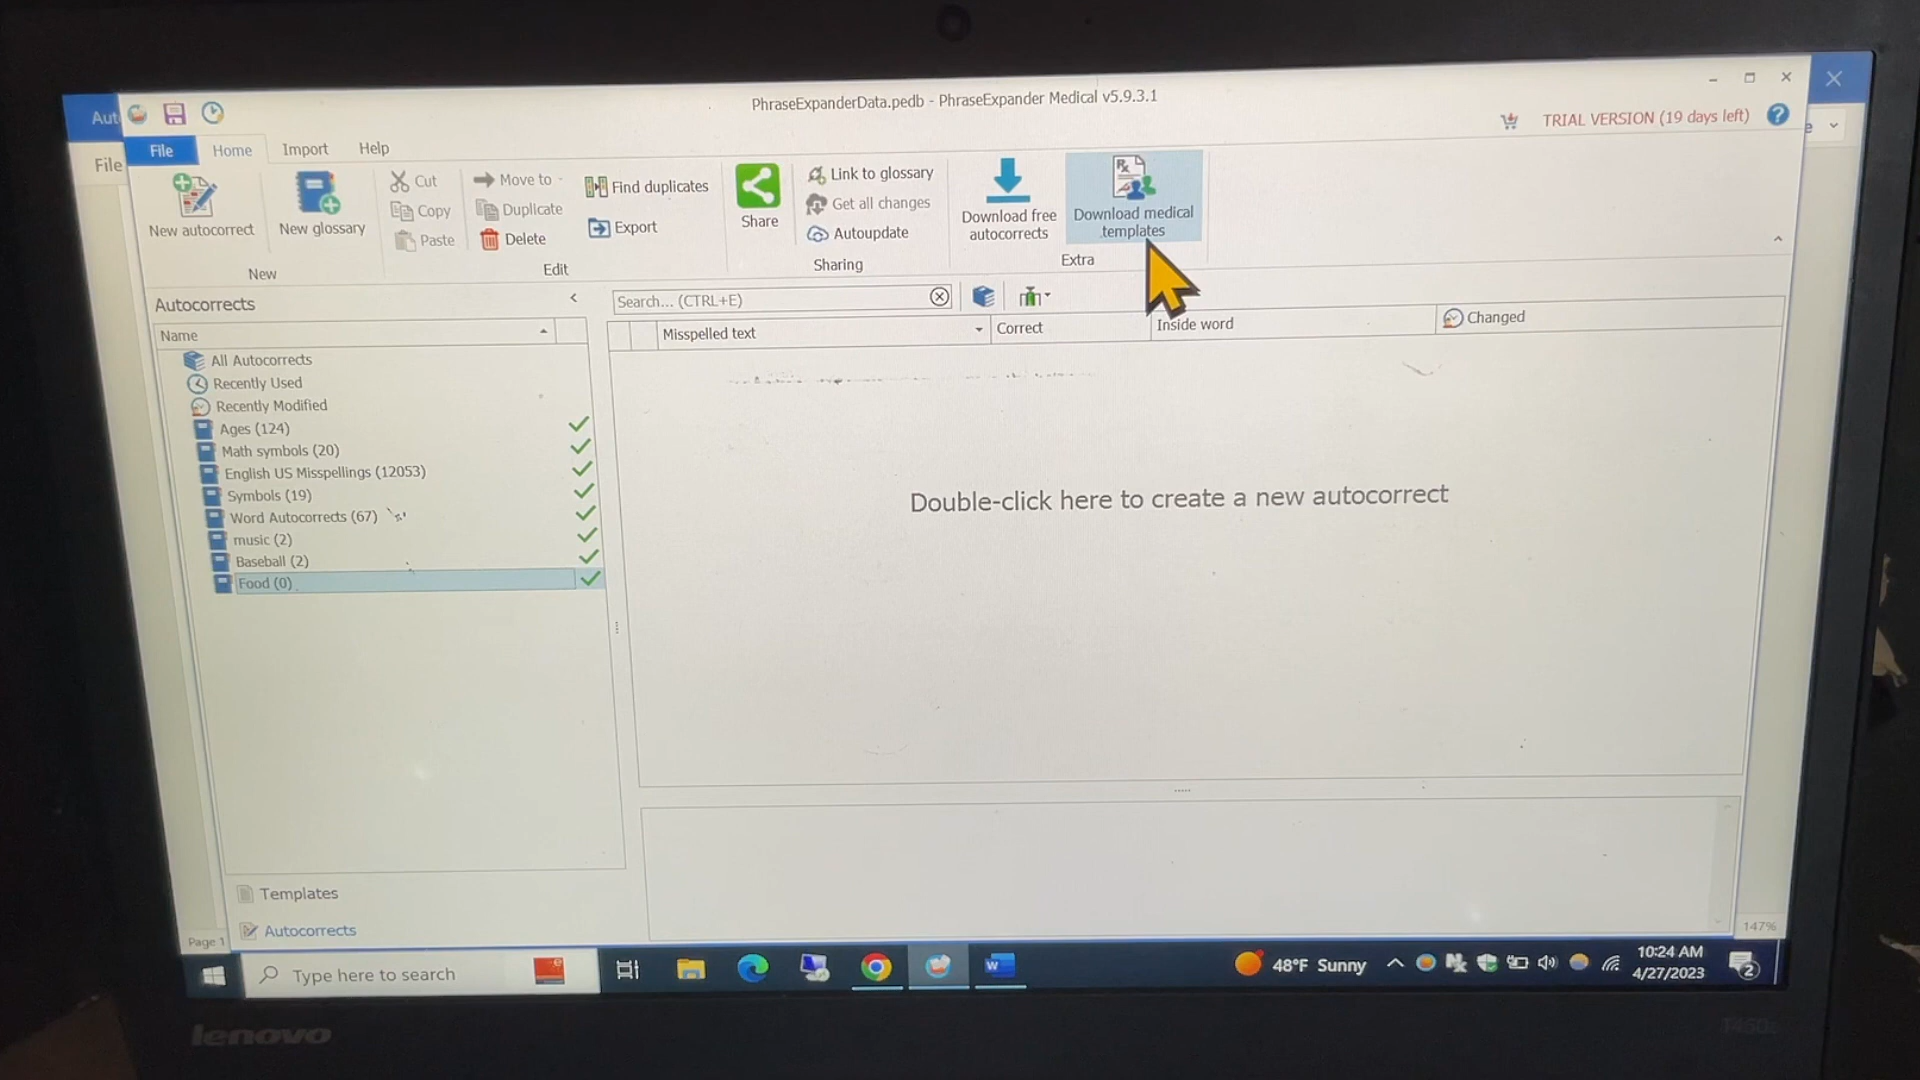 PhraseExpanderData.pedb - PhraseExpander Medical v5.9.3.1
TRIAL VERSION (19 days left)
Aut
File
File Home Import Help
New autocorrect
New glossary
Cut
Copy
Paste
Move to
Duplicate
Delete
Find duplicates
Export
Share
Link to glossary
Get all changes
Autoupdate
Download free
autocorrects
Download medical
templates
New
Edit
Sharing
Extra
Autocorrects
Search... (CTRL+E)
Name
Misspelled text
Correct
Inside word
Changed
All Autocorrects
Recently Used
Recently Modified
Ages (124)
Math symbols (20)
English US Misspellings (12053)
Symbols (19)
Word Autocorrects (67)
music (2)
Baseball (2)
Food (0)
Double-click here to create a new autocorrect
Templates
Autocorrects
Page 1
147%
Type here to search
48°F Sunny
10:24 AM
4/27/2023
2
lenovo